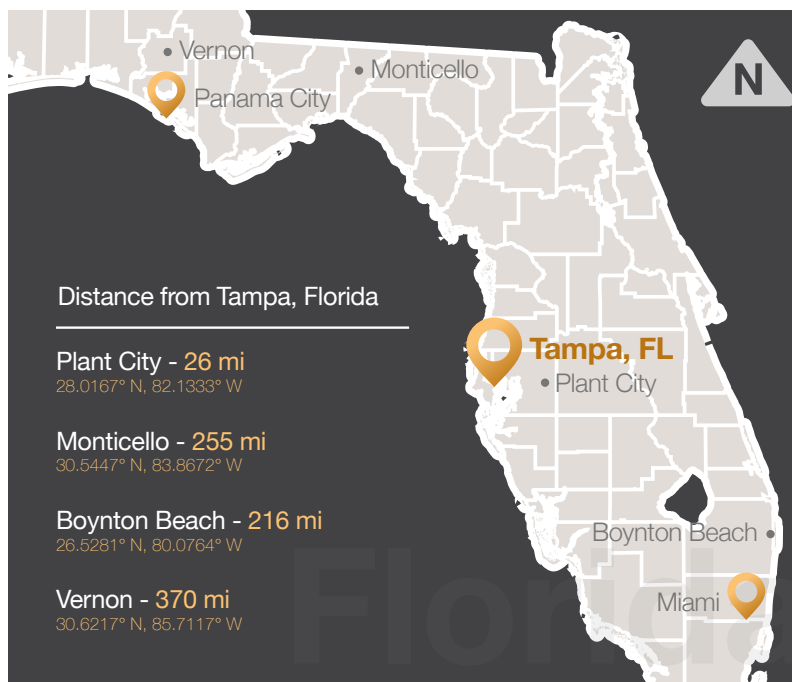 Vernon
Monticello
N
Panama City
Distance from Tampa, Florida
Tampa, FL
Plant City - 26 mi
28.0167° N, 82.1333° W
Plant City
Monticello - 255 mi
30.5447° N, 83.8672° W
Boynton Beach - 216 mi
26.5281° N, 80.0764° W
Boynton Beach
Vernon - 370 mi
30.6217° N, 85.7117° W
Miami
Florida